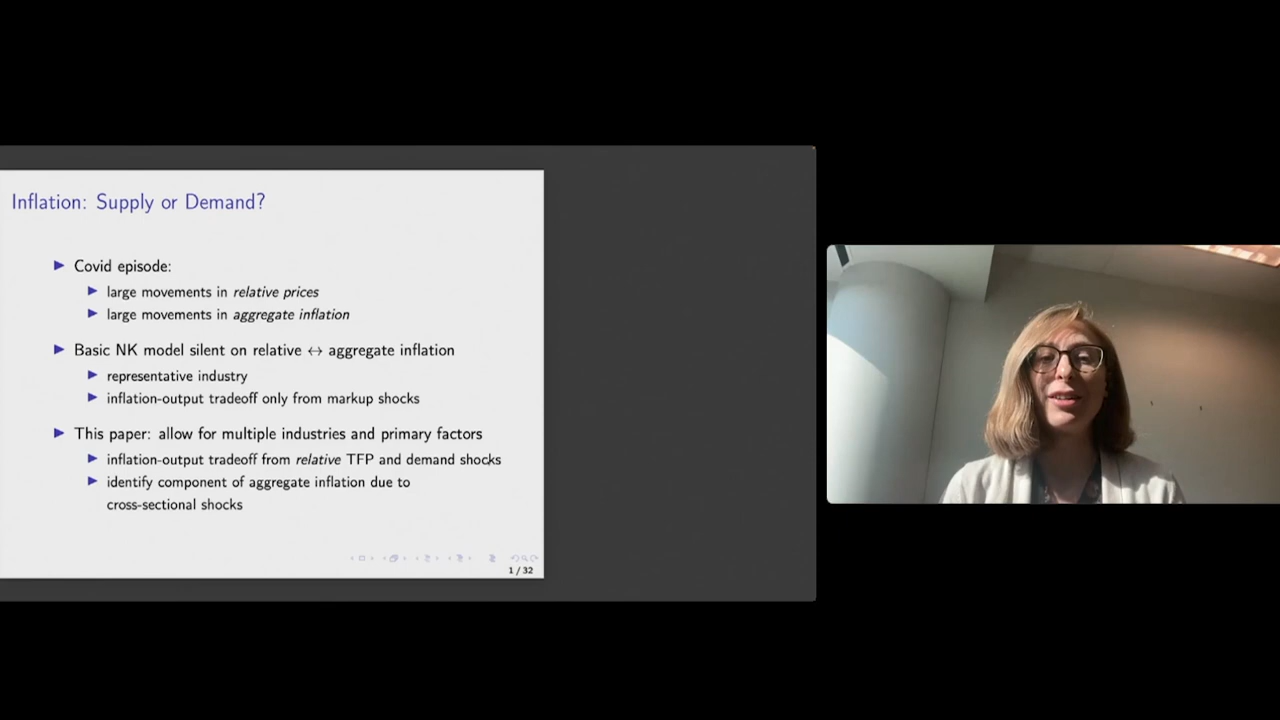 Inflation: Supply or Demand?
► Covid episode:
► large movements in relative prices
► large movements in aggregate inflation
► Basic NK model silent on relative ↔ aggregate inflation
► representative industry
► inflation-output tradeoff only from markup shocks
► This paper: allow for multiple industries and primary factors
► inflation-output tradeoff from relative TFP and demand shocks
► identify component of aggregate inflation due to
cross-sectional shocks
1 / 32